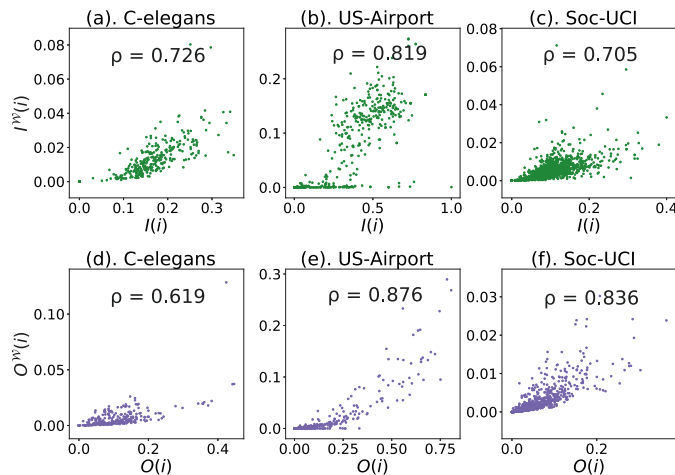 (a). C-elegans
(b). US-Airport
(c). Soc-UCI
ρ = 0.726
ρ = 0.819
ρ = 0.705
I^𝒲(i)
0.08
0.06
0.04
0.02
0.00
0.2
0.1
0.0
0.08
0.06
0.04
0.02
0.00
0.0 0.1 0.2 0.3
0.0 0.5 1.0
0.0 0.2 0.4
I(i)
I(i)
I(i)
(d). C-elegans
(e). US-Airport
(f). Soc-UCI
ρ = 0.619
ρ = 0.876
ρ = 0.836
O^𝒲(i)
0.10
0.05
0.00
0.3
0.2
0.1
0.0
0.03
0.02
0.01
0.00
0.0 0.2 0.4
0.00 0.25 0.50 0.75
0.0 0.2
O(i)
O(i)
O(i)